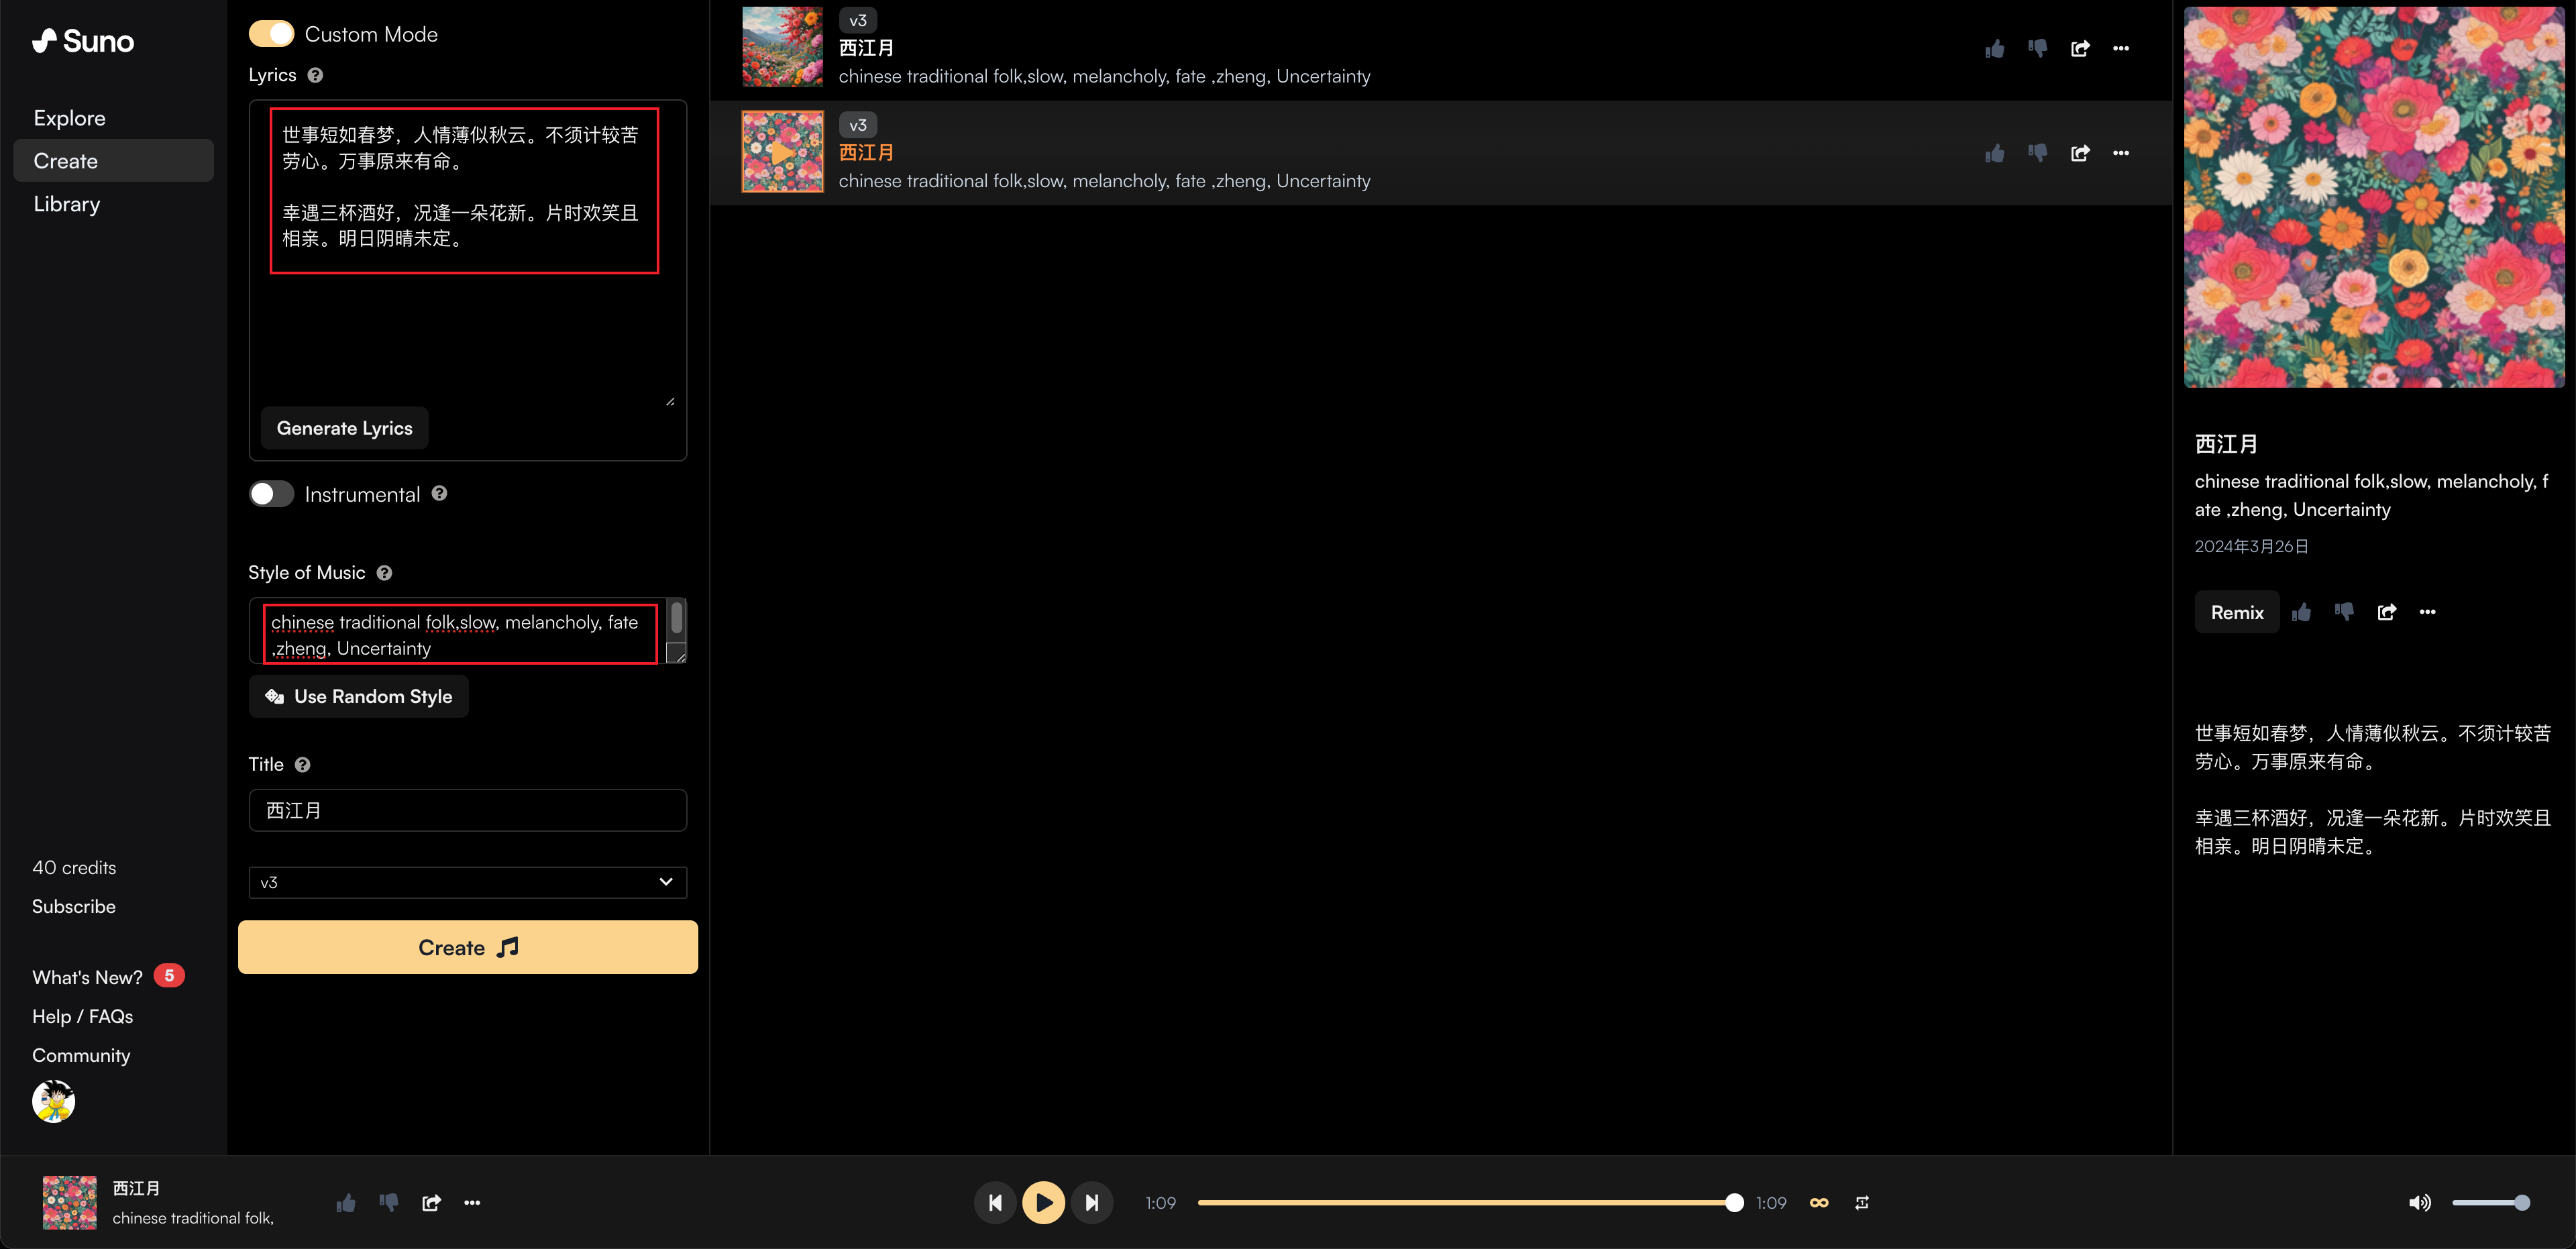 Suno
Explore
Create
Library
40 credits
Subscribe
What's New? 5
Help / FAQs
Community
Custom Mode
Lyrics ?
世事短如春梦，人情薄似秋云。不须计较苦
劳心。万事原来有命。
幸遇三杯酒好，况逢一朵花新。片时欢笑且
相亲。明日阴晴未定。
Generate Lyrics
Instrumental ?
Style of Music ?
chinese traditional folk,slow, melancholy, fate
,zheng, Uncertainty
Use Random Style
Title ?
西江月
v3
Create
v3
西江月
chinese traditional folk,slow, melancholy, fate ,zheng, Uncertainty
v3
西江月
chinese traditional folk,slow, melancholy, fate ,zheng, Uncertainty
西江月
chinese traditional folk,slow, melancholy, f
ate ,zheng, Uncertainty
2024年3月26日
Remix
世事短如春梦，人情薄似秋云。不须计较苦
劳心。万事原来有命。
幸遇三杯酒好，况逢一朵花新。片时欢笑且
相亲。明日阴晴未定。
西江月
chinese traditional folk,
1:09
1:09